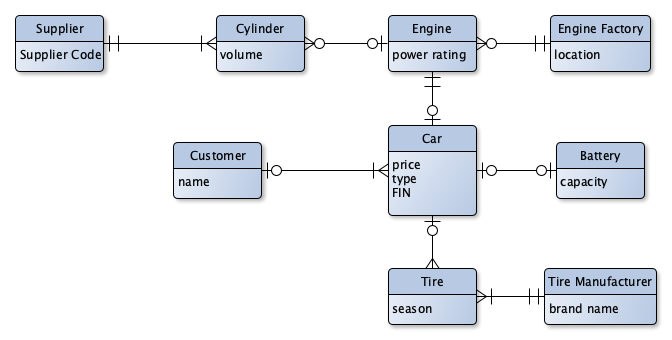 Supplier
Supplier Code
Cylinder
volume
Engine
power rating
Engine Factory
location
Customer
name
Car
price
type
FIN
Battery
capacity
Tire
season
Tire Manufacturer
brand name